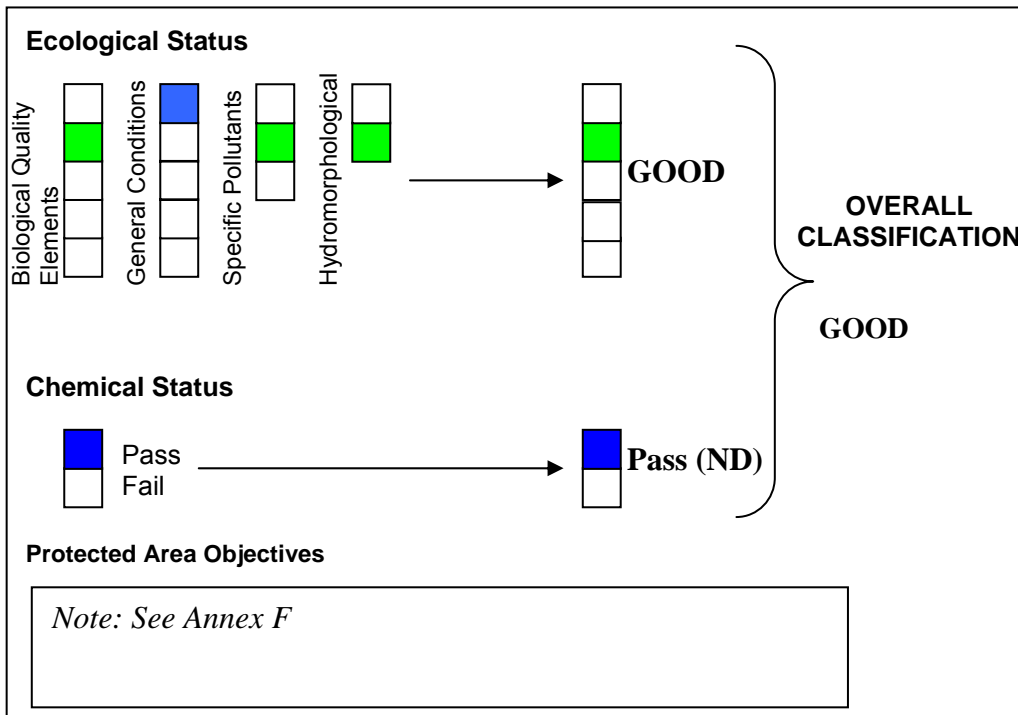 Ecological Status
Biological Quality
Elements
General Conditions
Specific Pollutants
Hydromorphological
GOOD
OVERALL
CLASSIFICATION
GOOD
Chemical Status
Pass
Fail
Pass (ND)
Protected Area Objectives
Note: See Annex F